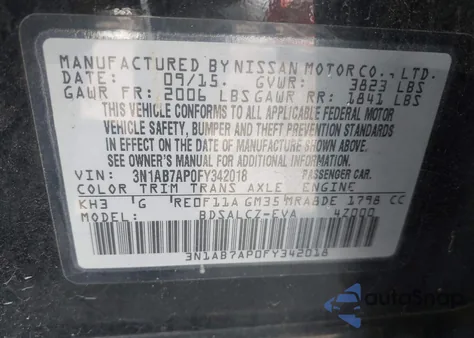 MANUFACTURED BY NISSAN MOTOR CO., LTD.
DATE: 09/15. GVWR: 3823 LBS
GAWR FR: 2006 LBS GAWR RR: 1841 LBS
THIS VEHICLE CONFORMS TO ALL APPLICABLE FEDERAL MOTOR
VEHICLE SAFETY, BUMPER AND THEFT PREVENTION STANDARDS
IN EFFECT ON THE DATE OF MANUFACTURE SHOWN ABOVE.
SEE OWNER'S MANUAL FOR ADDITIONAL INFORMATION.
VIN: 3N1AB7AP0FY342018 PASSENGER CAR.
COLOR TRIM TRANS AXLE ENGINE
KH3 G RE0F11A GM35 MRA8DE 1798 CC
MODEL: BDSALCZ-EVA 4Z000
3N1AB7AP0FY342018
autoSnap